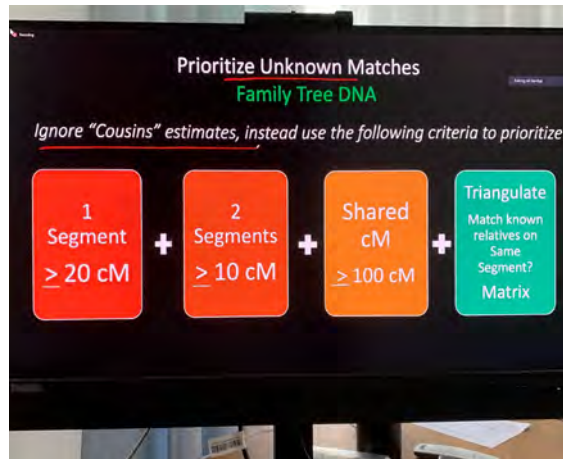 Prioritize Unknown Matches
Family Tree DNA
Ignore "Cousins" estimates, instead use the following criteria to prioritize
1
Segment
≥ 20 cM
2
Segments
≥ 10 cM
Shared
cM
≥ 100 cM
Triangulate
Match known
relatives on
Same
Segment?
Matrix